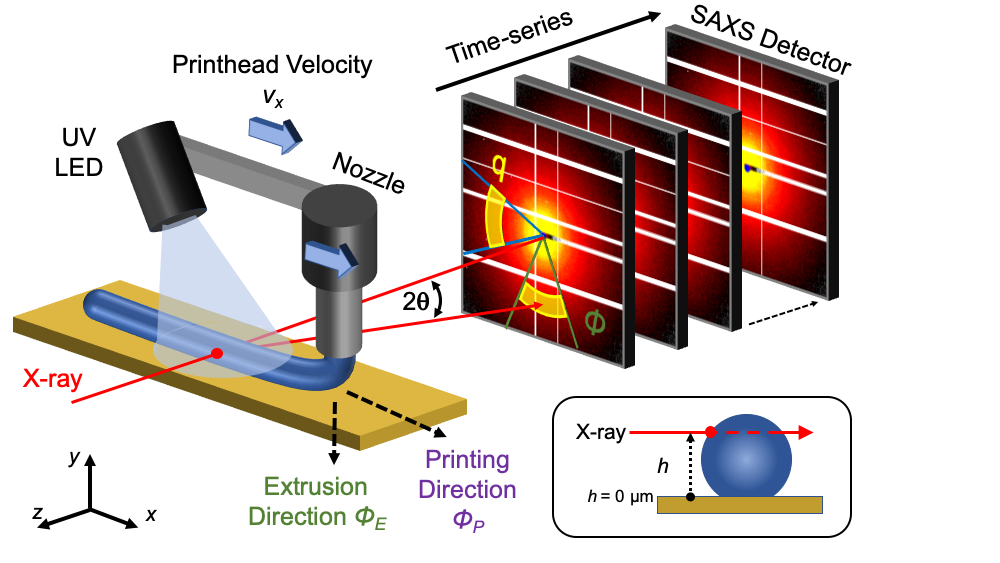 Time-series
SAXS Detector
Printhead Velocity
vₓ
UV
LED
Nozzle
q
2θ
Φ
X-ray
Printing
Direction
Φ_P
Extrusion
Direction Φ_E
y
z
x
X-ray
h
h = 0 µm